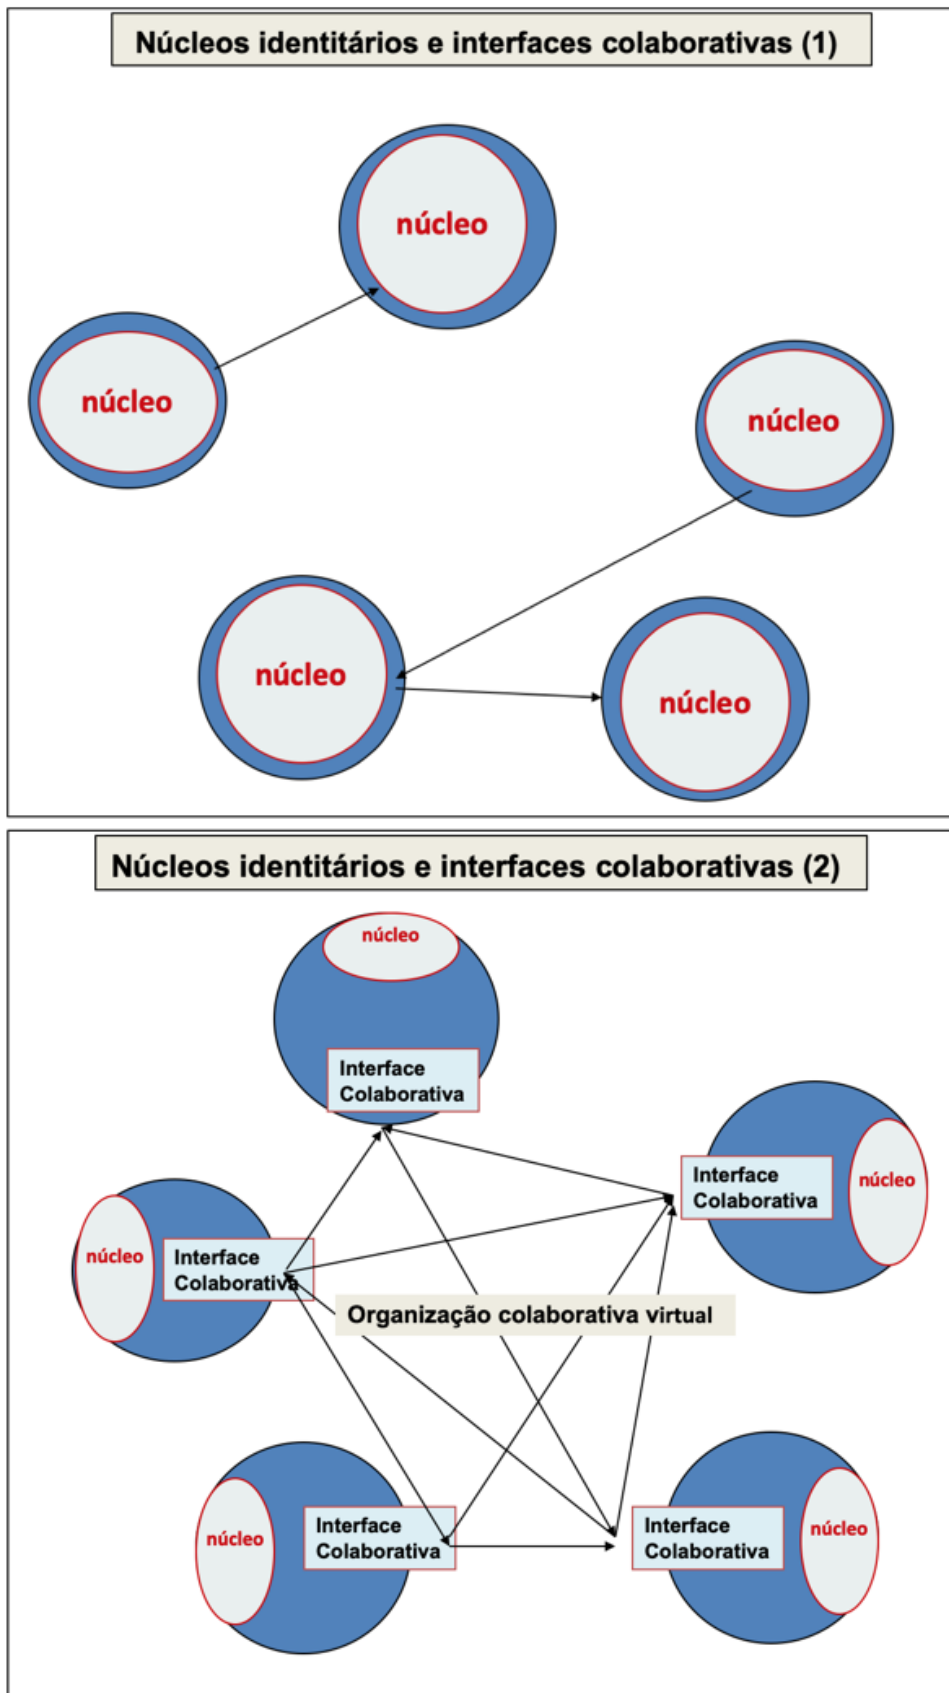 Núcleos identitários e interfaces colaborativas (1)
núcleo
núcleo
núcleo
núcleo
núcleo
Núcleos identitários e interfaces colaborativas (2)
núcleo
Interface
Colaborativa
Interface
Colaborativa
núcleo
núcleo
Interface
Colaborativa
Organização colaborativa virtual
núcleo
Interface
Colaborativa
Interface
Colaborativa
núcleo